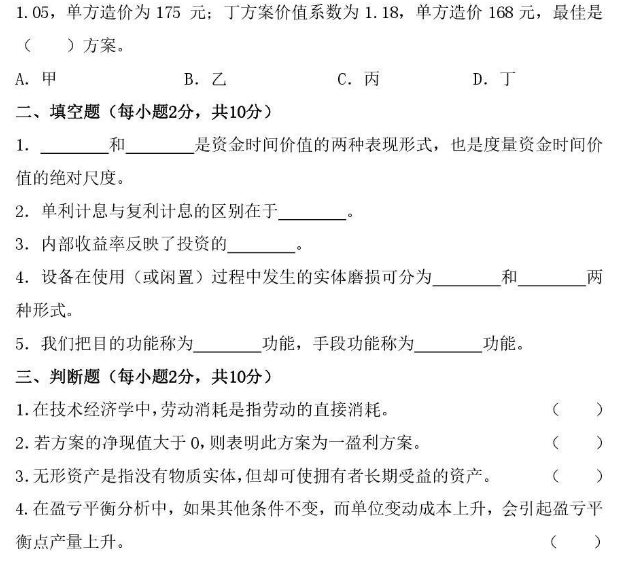 1.05，单方造价为 175 元；丁方案价值系数为 1.18，单方造价 168 元，最佳是
（　　）方案。
A．甲　　B．乙　　C．丙　　D．丁
二、填空题（每小题2分，共10分）
1．________和________是资金时间价值的两种表现形式，也是度量资金时间价
值的绝对尺度。
2．单利计息与复利计息的区别在于________。
3．内部收益率反映了投资的________。
4．设备在使用（或闲置）过程中发生的实体磨损可分为________和________两
种形式。
5．我们把目的功能称为________功能，手段功能称为________功能。
三、判断题（每小题2分，共10分）
1.在技术经济学中,劳动消耗是指劳动的直接消耗。（　　）
2.若方案的净现值大于 0,则表明此方案为一盈利方案。（　　）
3.无形资产是指没有物质实体,但却可使拥有者长期受益的资产。（　　）
4.在盈亏平衡分析中，如果其他条件不变，而单位变动成本上升，会引起盈亏平
衡点产量上升。（　　）